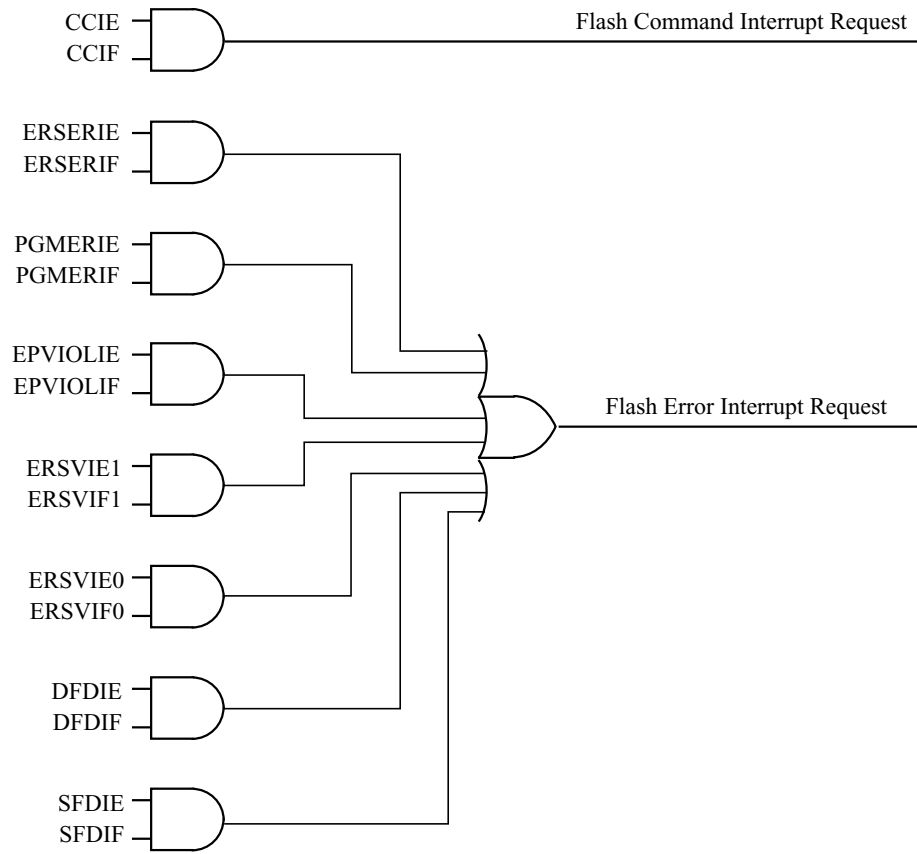 CCIE
CCIF
Flash Command Interrupt Request
ERSERIE
ERSERIF
PGMERIE
PGMERIF
EPVIOLIE
EPVIOLIF
Flash Error Interrupt Request
ERSVIE1
ERSVIF1
ERSVIE0
ERSVIF0
DFDIE
DFDIF
SFDIE
SFDIF